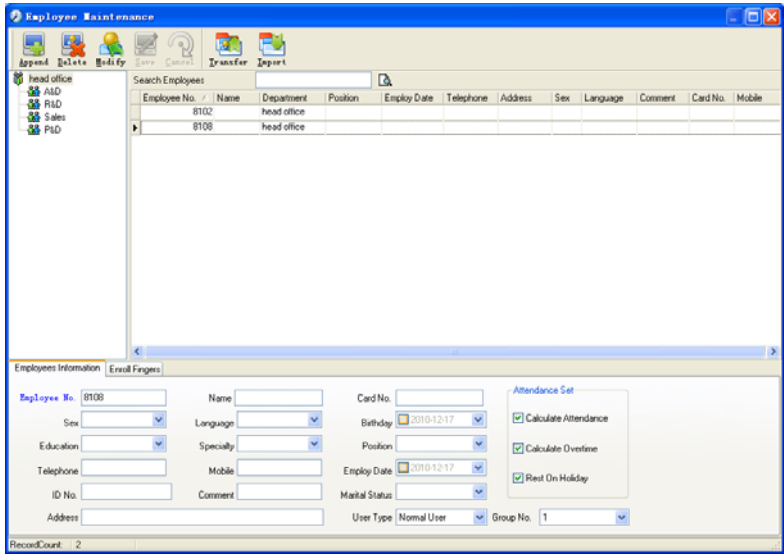 Employee Maintenance
Append Delete Modify Save Cancel Transfer Import
head office
A&D
R&D
Sales
P&D
Search Employees
Employee No. Name Department Position Employ Date Telephone Address Sex Language Comment Card No. Mobile
8102 head office
8108 head office
Employees Information Enroll Fingers
Employee No. 8108 Name Card No. Attendance Set
Sex Language Birthday 2010-12-17 Calculate Attendance
Education Specialty Position Calculate Overtime
Telephone Mobile Employ Date 2010-12-17 Rest On Holiday
ID No. Comment Marital Status
Address User Type Normal User Group No. 1
RecordCount: 2